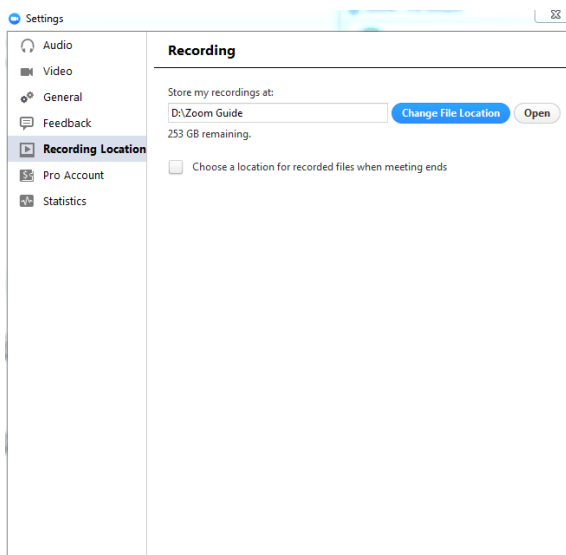 Settings
Audio
Video
General
Feedback
Recording Location
Pro Account
Statistics
Recording
Store my recordings at:
D:\Zoom Guide
Change File Location
Open
253 GB remaining.
Choose a location for recorded files when meeting ends